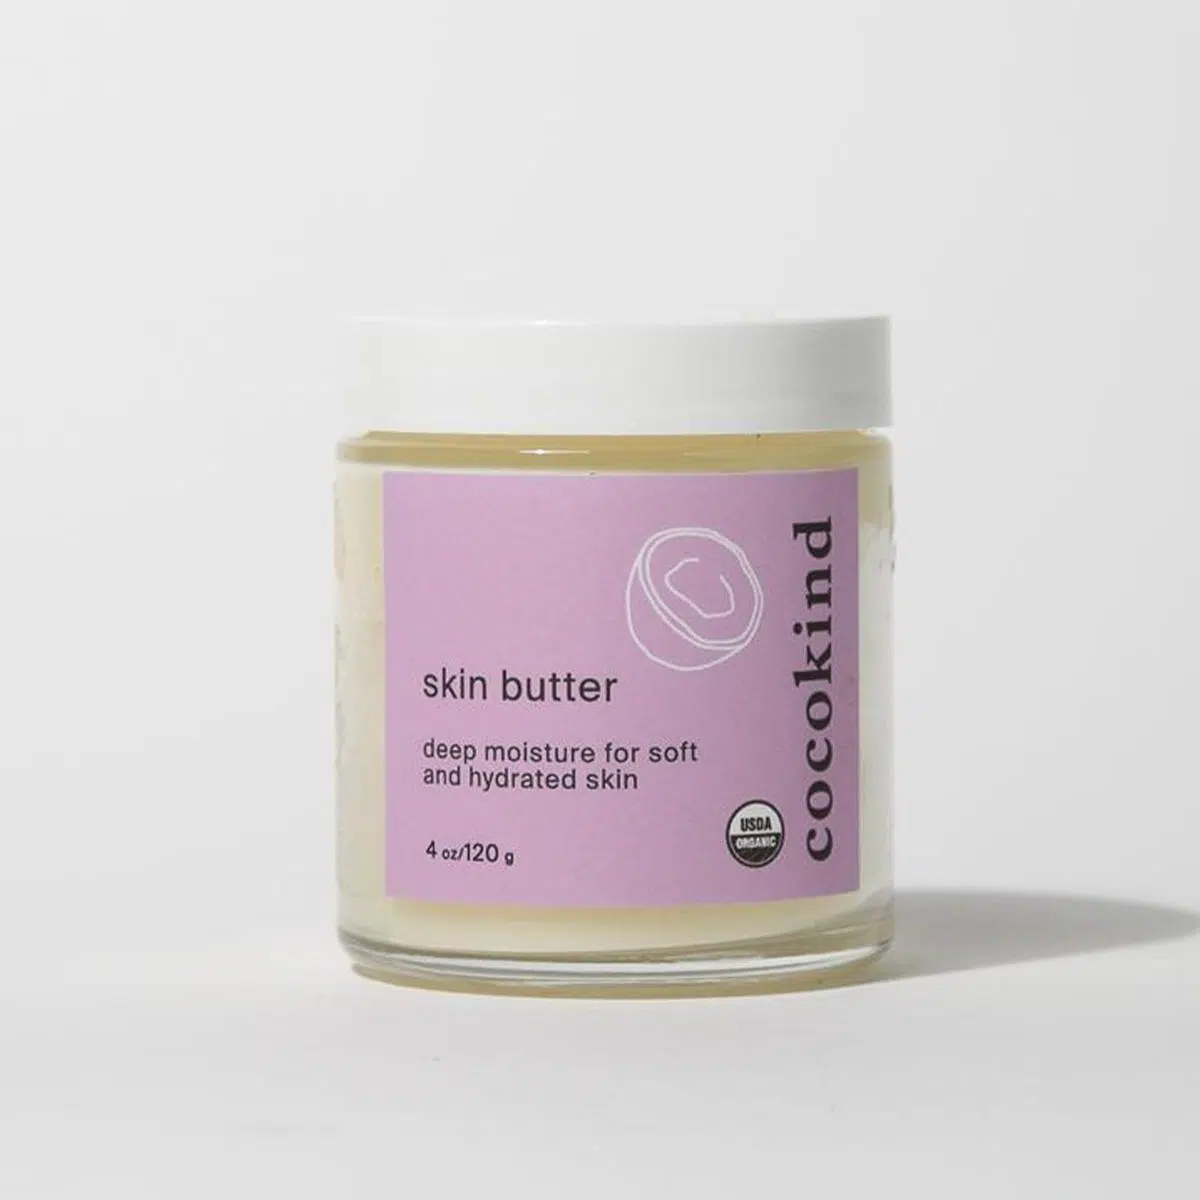 skin butter
deep moisture for soft
and hydrated skin
4 oz/120 g
USDA
ORGANIC
cocokind